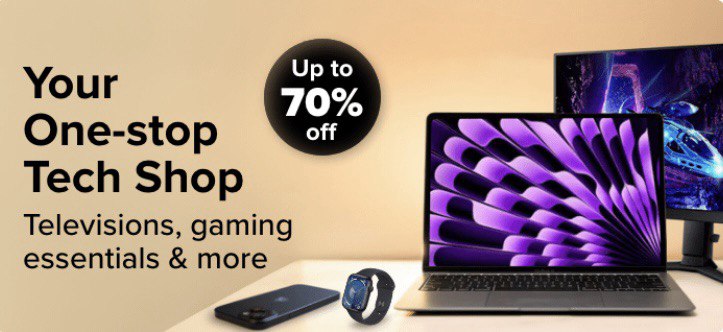 Your
One-stop
Tech Shop
Televisions, gaming
essentials & more
Up to
70%
off